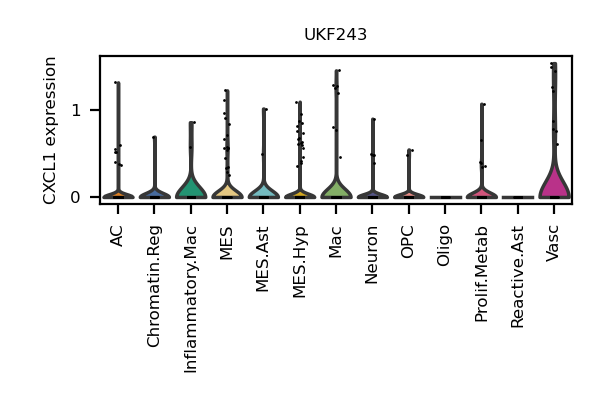 UKF243
CXCL1 expression
1
0
AC
Chromatin.Reg
Inflammatory.Mac
MES
MES.Ast
MES.Hyp
Mac
Neuron
OPC
Oligo
Prolif.Metab
Reactive.Ast
Vasc